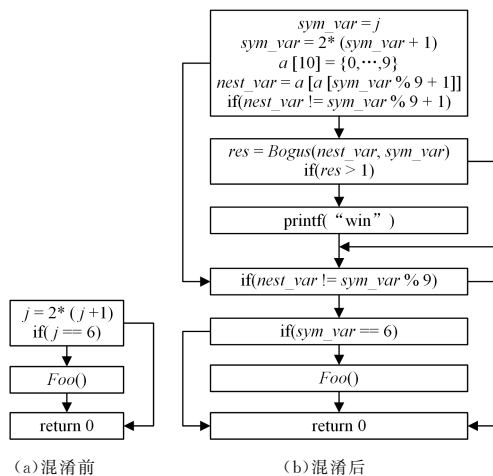 j = 2* ( j +1)
if( j == 6)
Foo()
return 0
(a)混淆前
sym_var = j
sym_var = 2* (sym_var + 1)
a [10] = {0,⋯,9}
nest_var = a [a [sym_var % 9 + 1]]
if(nest_var != sym_var % 9 + 1)
res = Bogus(nest_var, sym_var)
if(res > 1)
printf(“win”)
if(nest_var != sym_var % 9)
if(sym_var == 6)
Foo()
return 0
(b)混淆后